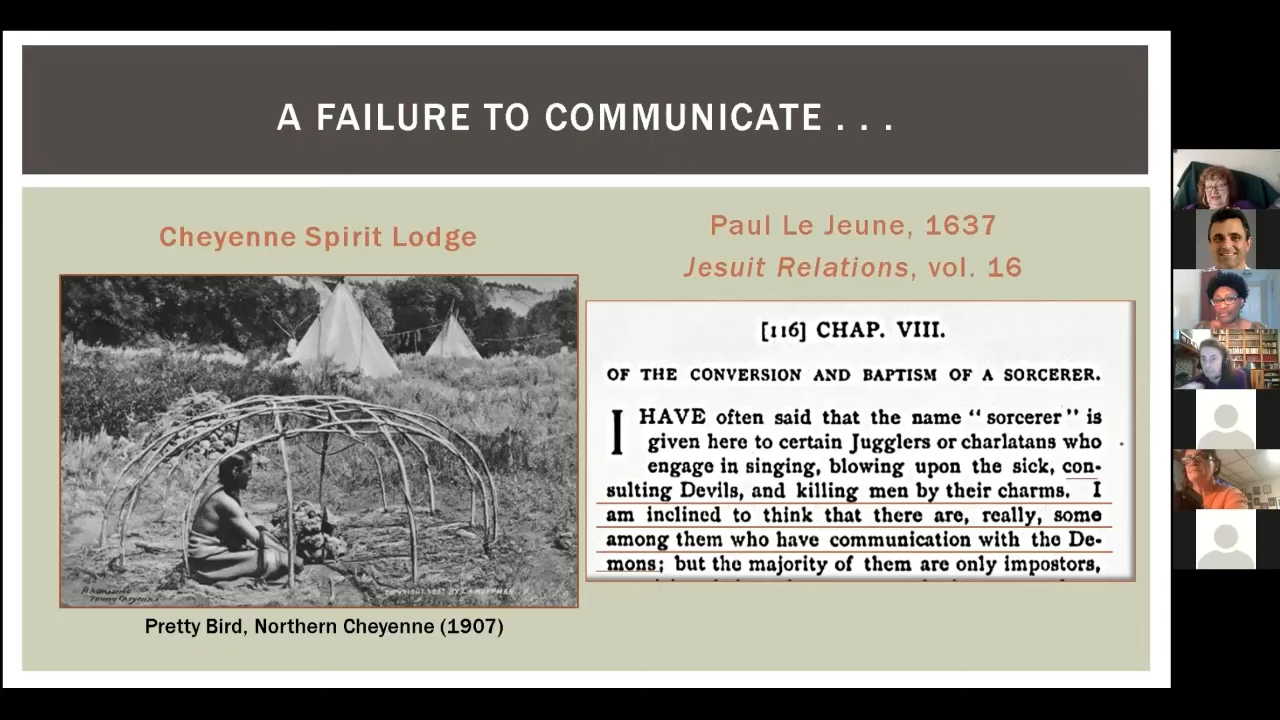 A FAILURE TO COMMUNICATE . . .
Cheyenne Spirit Lodge
Pretty Bird, Northern Cheyenne (1907)
Paul Le Jeune, 1637
Jesuit Relations, vol. 16
[116] CHAP. VIII.
OF THE CONVERSION AND BAPTISM OF A SORCERER.
I HAVE often said that the name “sorcerer” is
given here to certain Jugglers or charlatans who
engage in singing, blowing upon the sick, con-
sulting Devils, and killing men by their charms. I
am inclined to think that there are, really, some
among them who have communication with the De-
mons; but the majority of them are only impostors,